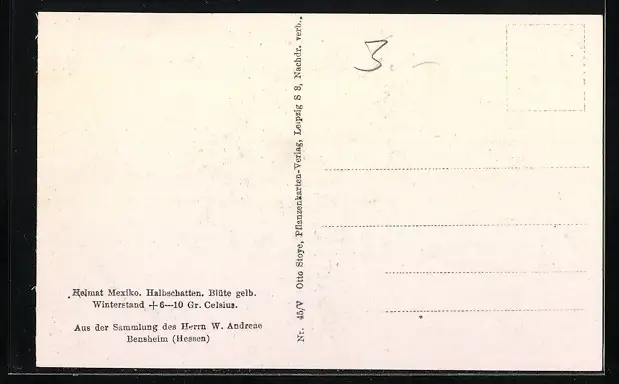 Heimat Mexiko. Halbschatten. Blüte gelb.
Winterstand +6—10 Gr. Celsius.
Aus der Sammlung des Herrn W. Andreae
Bensheim (Hessen)
Nr. 45/V Otto Stoye, Pflanzenkarten-Verlag, Leipzig S 8, Nachdr. verb.
3.-